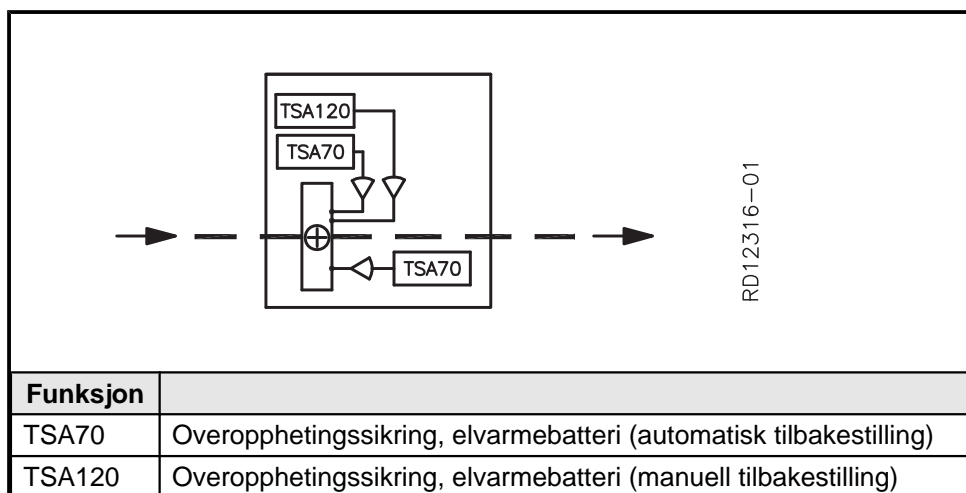 TSA120
TSA70
TSA70
RD12316-01
Funksjon
TSA70 Overopphetingssikring, elvarmebatteri (automatisk tilbakestilling)
TSA120 Overopphetingssikring, elvarmebatteri (manuell tilbakestilling)